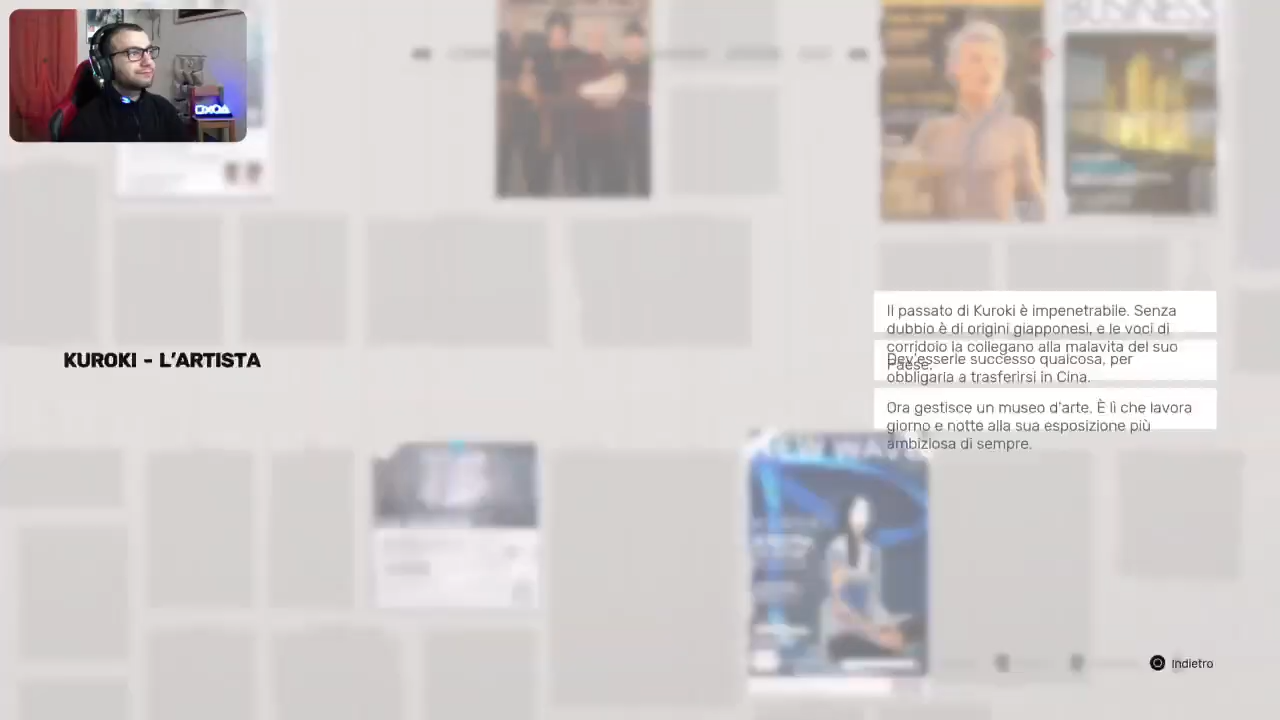 BUSINESS
Il passato di Kuroki è impenetrabile. Senza
dubbio è di origini giapponesi, e le voci di
corridoio la collegano alla malavita del suo
Paese.
Dev'esserle successo qualcosa, per
obbligarla a trasferirsi in Cina.
KUROKI - L'ARTISTA
Ora gestisce un museo d'arte. È lì che lavora
giorno e notte alla sua esposizione più
ambiziosa di sempre.
Indietro